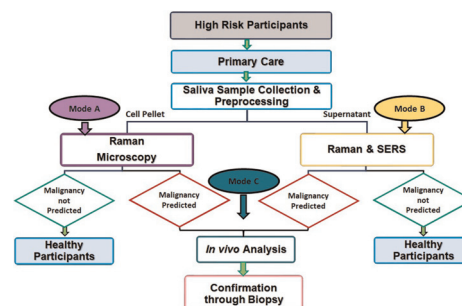 High Risk Participants
Primary Care
Saliva Sample Collection &
Preprocessing
Mode A
Cell Pellet
Supernatant
Mode B
Raman
Microscopy
Mode C
Raman & SERS
Malignancy
not
Predicted
Malignancy
Predicted
Malignancy
Predicted
Malignancy
not
Predicted
Healthy
Participants
In vivo Analysis
Healthy
Participants
Confirmation
through Biopsy